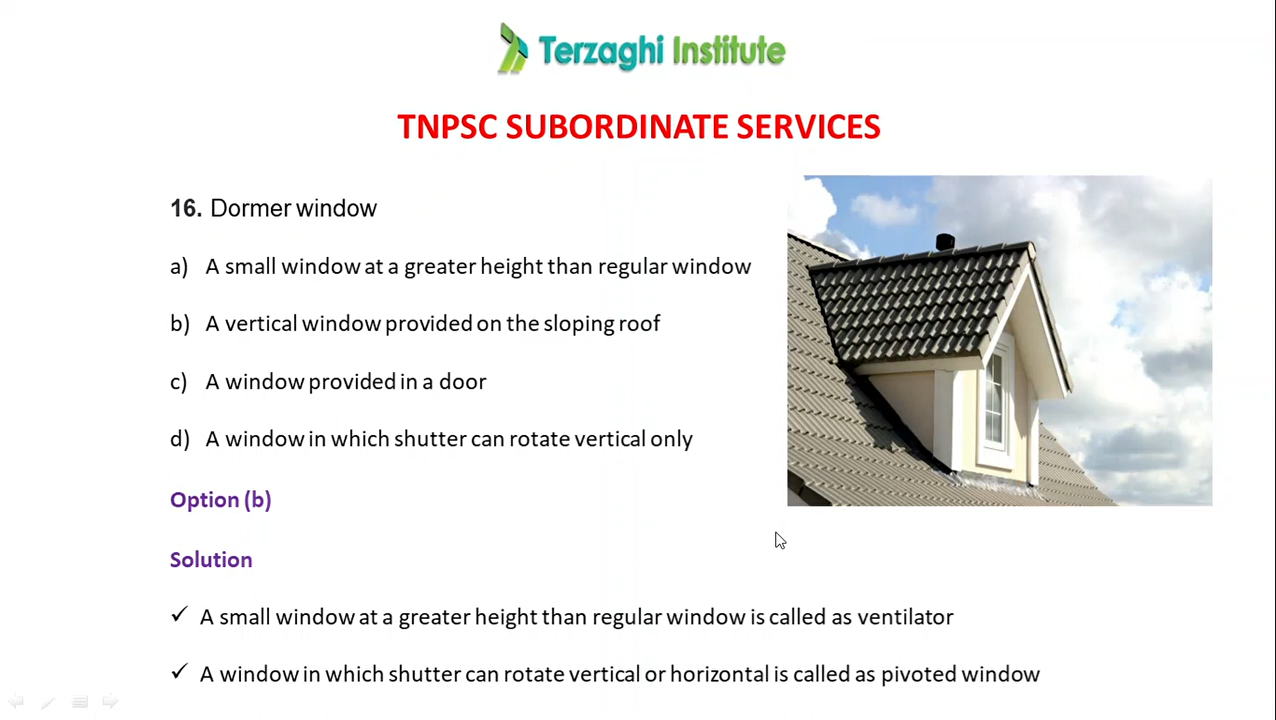 Terzaghi Institute
TNPSC SUBORDINATE SERVICES
16. Dormer window
a) A small window at a greater height than regular window
b) A vertical window provided on the sloping roof
c) A window provided in a door
d) A window in which shutter can rotate vertical only
Option (b)
Solution
✓ A small window at a greater height than regular window is called as ventilator
✓ A window in which shutter can rotate vertical or horizontal is called as pivoted window